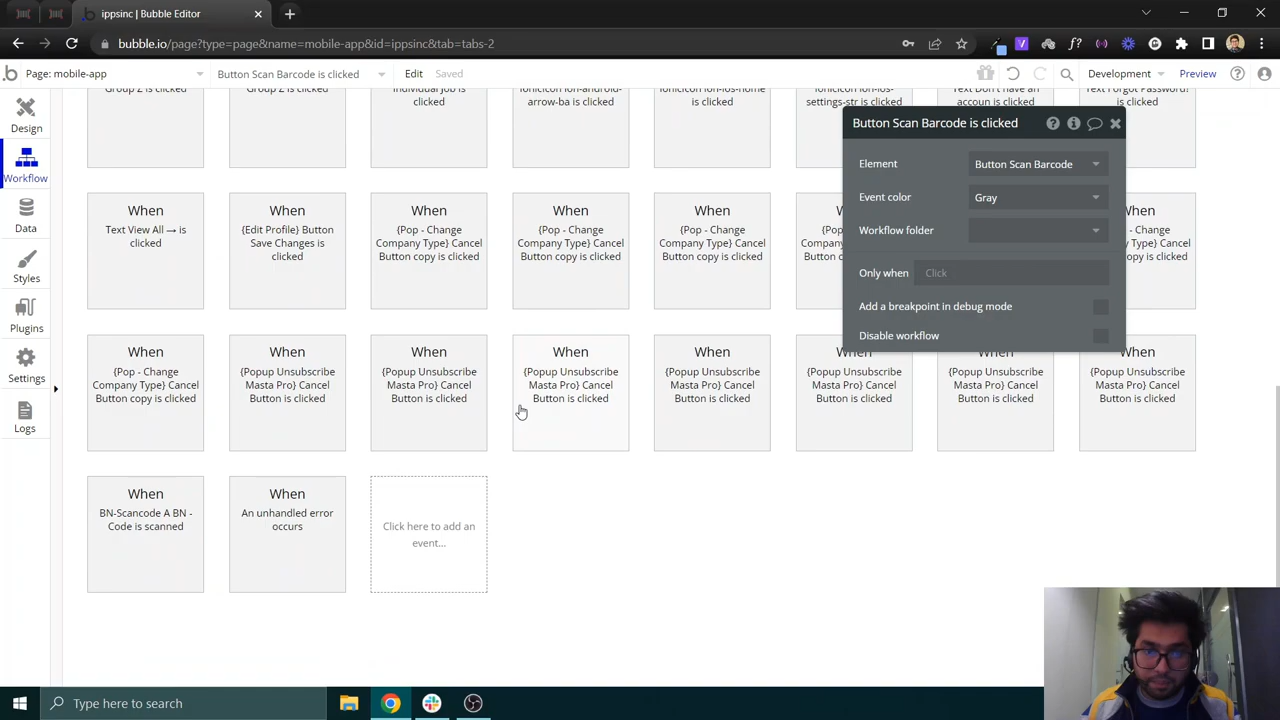 ippsinc | Bubble Editor
bubble.io/page?type=page&name=mobile-app&id=ippsinc&tab=tabs-2
Page: mobile-app
Button Scan Barcode is clicked
Edit
Saved
Development
Preview
Design
Workflow
Data
Styles
Plugins
Settings
Logs
Group Z is
clicked
Group Z is
clicked
Individual job is
clicked
Ionicicon ion-android-
arrow-ba is clicked
Ionicicon ion-ios-home
is clicked
Ionicicon ion-ios-
settings-str is clicked
Text Don't have an
accoun is clicked
Text Forgot Password?
is clicked
Button Scan Barcode is clicked
Element
Button Scan Barcode
Event color
Gray
Workflow folder
Only when
Click
Add a breakpoint in debug mode
Disable workflow
When
Text View All → is
clicked
When
{Edit Profile} Button
Save Changes is
clicked
When
{Pop - Change
Company Type} Cancel
Button copy is clicked
When
{Pop - Change
Company Type} Cancel
Button copy is clicked
When
{Pop - Change
Company Type} Cancel
Button copy is clicked
When
{Pop - Change
Company Type} Cancel
Button copy is clicked
When
{Popup Unsubscribe
Masta Pro} Cancel
Button is clicked
When
{Popup Unsubscribe
Masta Pro} Cancel
Button is clicked
When
{Popup Unsubscribe
Masta Pro} Cancel
Button is clicked
When
{Popup Unsubscribe
Masta Pro} Cancel
Button is clicked
When
{Popup Unsubscribe
Masta Pro} Cancel
Button is clicked
When
{Popup Unsubscribe
Masta Pro} Cancel
Button is clicked
When
{Popup Unsubscribe
Masta Pro} Cancel
Button is clicked
When
BN-Scancode A BN -
Code is scanned
When
An unhandled error
occurs
Click here to add an
event...
Type here to search